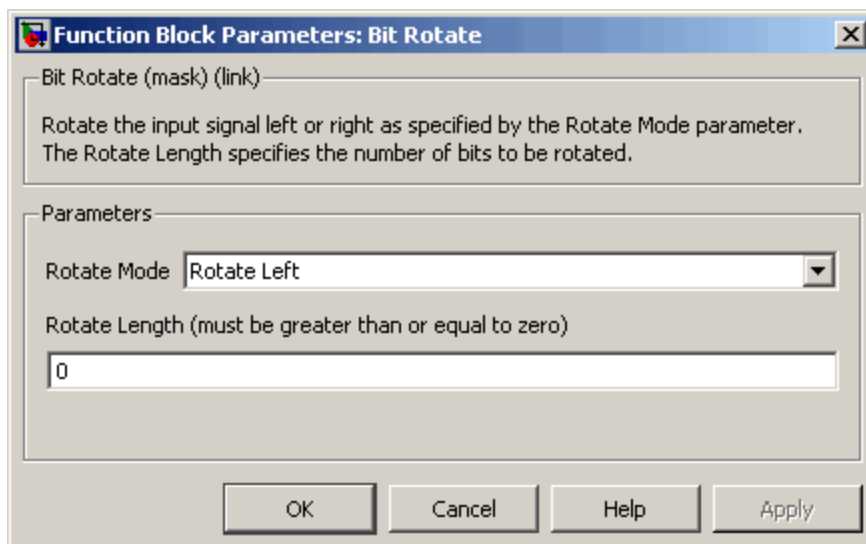 Function Block Parameters: Bit Rotate
Bit Rotate (mask) (link)
Rotate the input signal left or right as specified by the Rotate Mode parameter.
The Rotate Length specifies the number of bits to be rotated.
Parameters
Rotate Mode Rotate Left
Rotate Length (must be greater than or equal to zero)
0
OK Cancel Help Apply